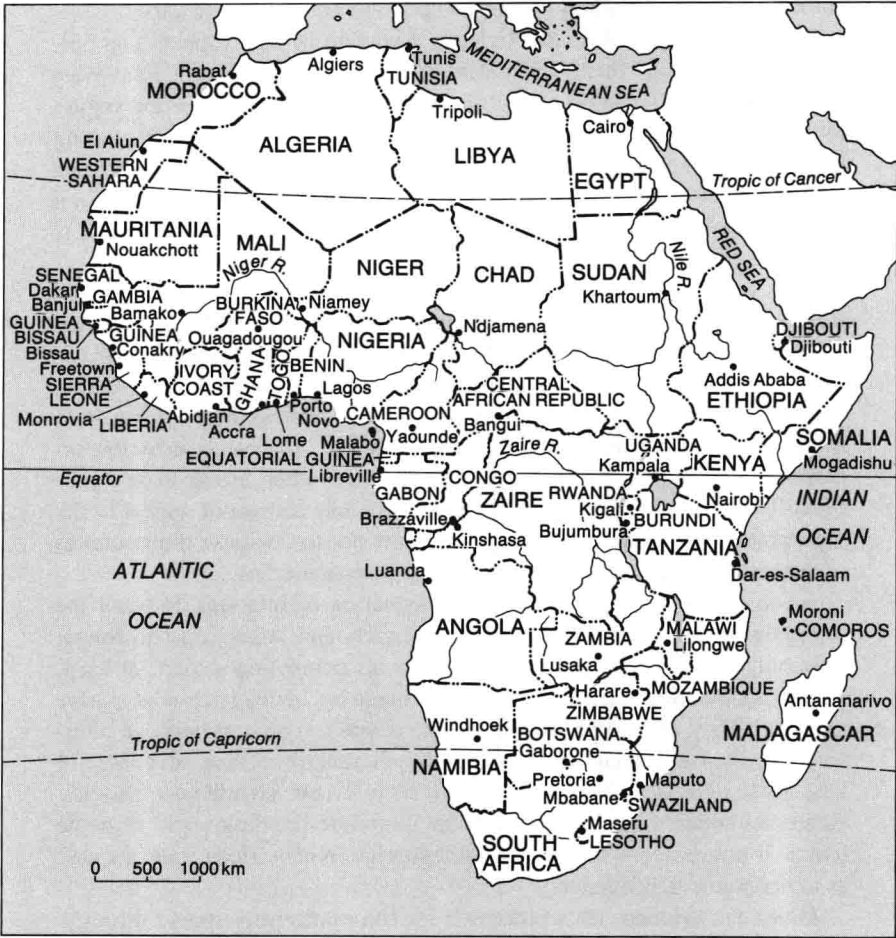 MEDITERRANEAN SEA
Rabat
MOROCCO
Algiers
Tunis
TUNISIA
Tripoli
Cairo
El Aiun
WESTERN
SAHARA
ALGERIA
LIBYA
EGYPT
Tropic of Cancer
MAURITANIA
Nouakchott
MALI
Niger R.
NIGER
CHAD
SUDAN
Khartoum
Nile R.
RED SEA
SENEGAL
Dakar
Banjul
GAMBIA
Bamako
BURKINA
FASO
Niamey
Ouagadougou
NIGERIA
Ndjamena
DJIBOUTI
Djibouti
GUINEA
BISSAU
Bissau
GUINEA
Conakry
Freetown
SIERRA
LEONE
Monrovia
LIBERIA
IVORY
COAST
Abidjan
GHANA
Accra
TOGO
Lome
BENIN
Porto
Novo
Lagos
CAMEROON
Yaounde
Malabo
EQUATORIAL GUINEA
CENTRAL
AFRICAN REPUBLIC
Bangui
Addis Ababa
ETHIOPIA
SOMALIA
Mogadishu
Zaire R.
UGANDA
Kampala
KENYA
Nairobi
Equator
Libreville
GABON
CONGO
ZAIRE
RWANDA
Kigali
Bujumbura
BURUNDI
Brazzaville
Kinshasa
TANZANIA
Dar-es-Salaam
INDIAN
OCEAN
ATLANTIC
OCEAN
Luanda
ANGOLA
ZAMBIA
Lusaka
MALAWI
Lilongwe
Moroni
COMOROS
Harare
MOZAMBIQUE
ZIMBABWE
Antananarivo
MADAGASCAR
Windhoek
NAMIBIA
BOTSWANA
Gaborone
Tropic of Capricorn
Pretoria
Maputo
Mbabane
SWAZILAND
Maseru
LESOTHO
SOUTH
AFRICA
0 500 1000 km